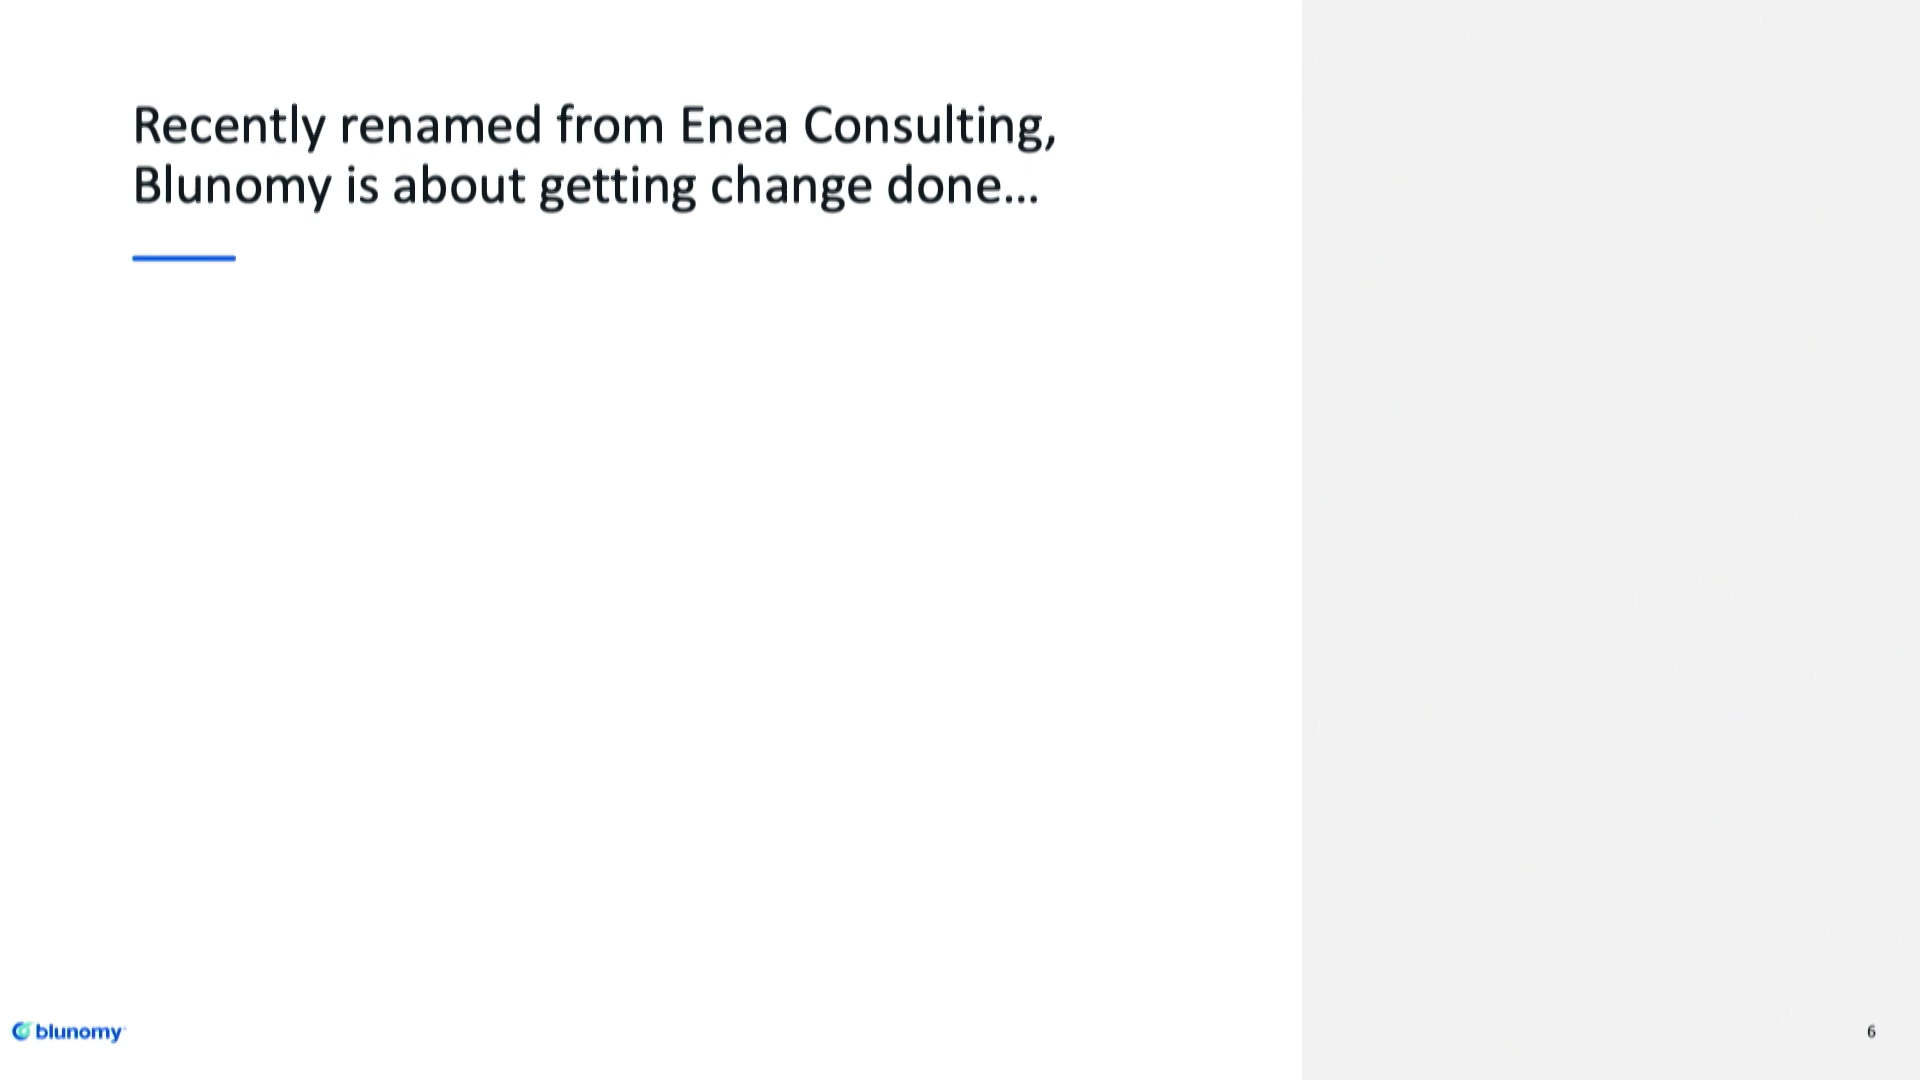 Recently renamed from Enea Consulting,
Blunomy is about getting change done...
blunomy
6